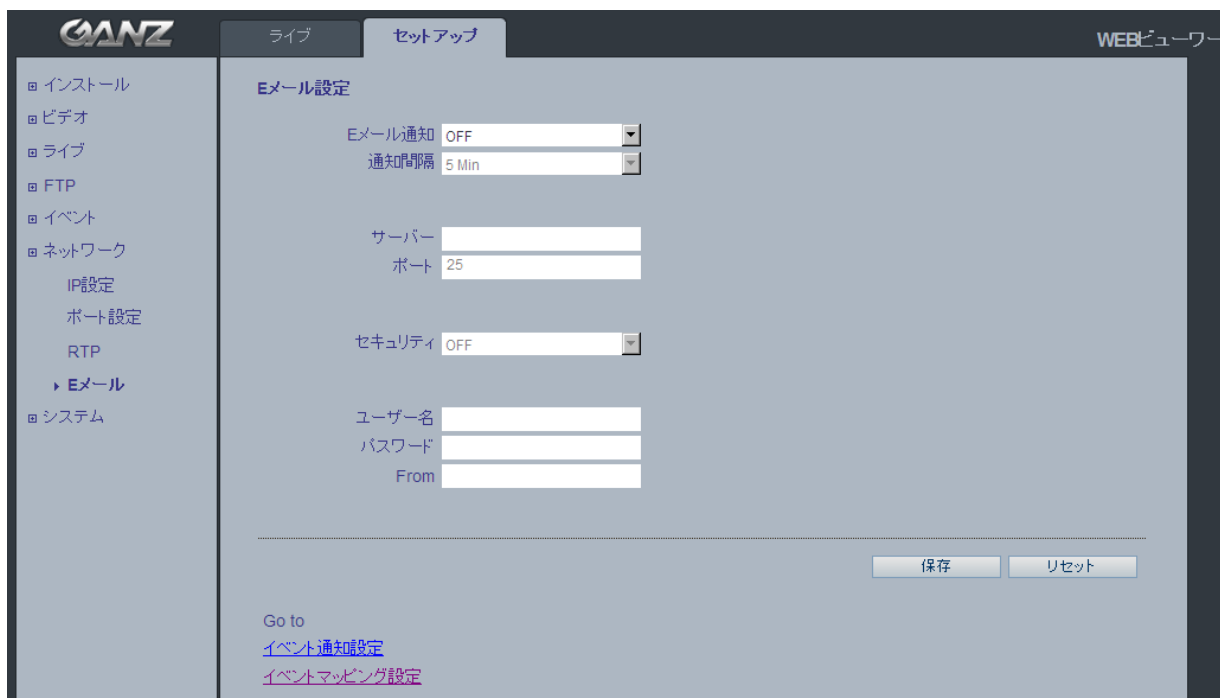 GANZ
ライブ
セットアップ
WEBビューワー
インストール
ビデオ
ライブ
FTP
イベント
ネットワーク
IP設定
ポート設定
RTP
Eメール
システム
Eメール設定
Eメール通知 OFF
通知間隔 5 Min
サーバー
ポート 25
セキュリティ OFF
ユーザー名
パスワード
From
保存 リセット
Go to
イベント通知設定
イベントマッピング設定